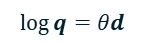 log q = θd